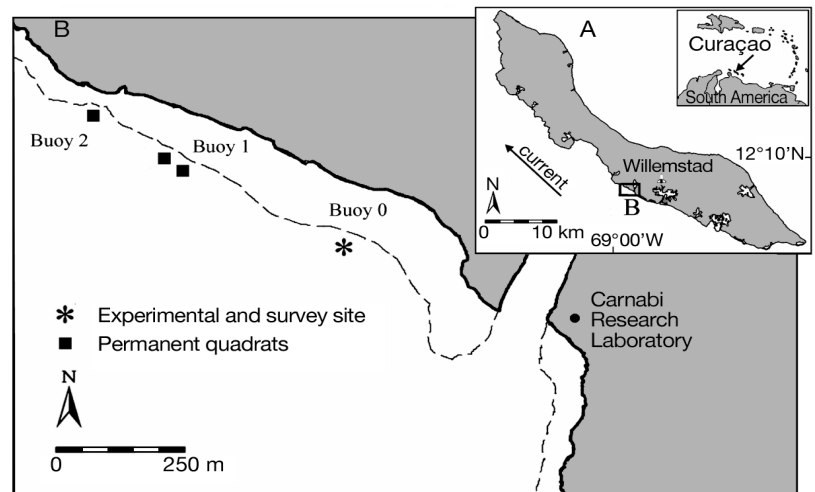 B
A
Curaçao
South America
Buoy 2
Buoy 1
Buoy 0
current
Willemstad
12°10'N
N
B
0 10 km
69°00'W
Experimental and survey site
Permanent quadrats
Carnabi
Research
Laboratory
N
0 250 m